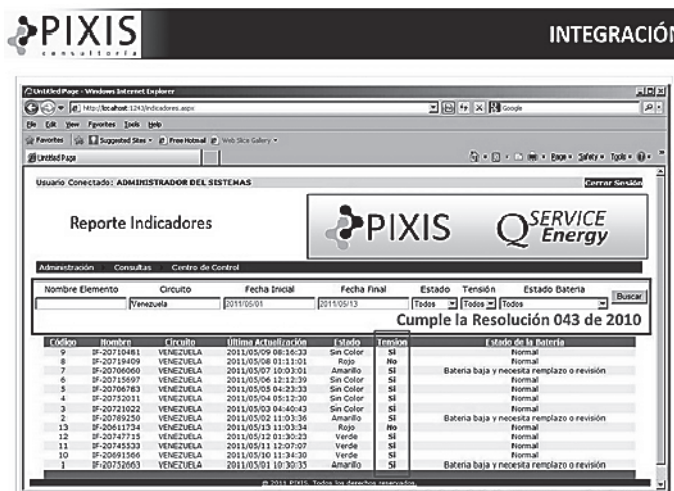 PIXIS
consultoría
INTEGRACIÓN
Untitled Page - Windows Internet Explorer
http://localhost:1243/indicadores.aspx
Google
File Edit View Favorites Tools Help
Favorites Suggested Sites Free Hotmail Web Slice Gallery
Untitled Page
Page Safety Tools
Usuario Conectado: ADMINISTRADOR DEL SISTEMAS Cerrar Sesión
Reporte Indicadores
PIXIS
QSERVICE
Energy
Administración Consultas Centro de Control
Nombre Elemento Circuito Fecha Inicial Fecha Final Estado Tensión Estado Bateria
Venezuela 2011/05/01 2011/05/13 Todos Todos Todos Buscar
Cumple la Resolución 043 de 2010
Código Nombre Circuito Última Actualización Estado Tension Estado de la Batería
9 IF-20710461 VENEZUELA 2011/05/09 08:16:33 Sin Color Si Normal
8 IF-20719409 VENEZUELA 2011/05/08 01:11:01 Rojo No Normal
7 IF-20706060 VENEZUELA 2011/05/07 10:03:01 Amarillo Si Bateria baja y necesita remplazo o revisión
6 IF-20715697 VENEZUELA 2011/05/06 12:12:39 Sin Color Si Normal
5 IF-20706763 VENEZUELA 2011/05/05 04:23:33 Sin Color Si Normal
4 IF-20752011 VENEZUELA 2011/05/04 05:12:30 Sin Color Si Normal
3 IF-20721022 VENEZUELA 2011/05/03 04:40:43 Sin Color Si Normal
2 IF-20789250 VENEZUELA 2011/05/02 11:03:36 Amarillo Si Bateria baja y necesita remplazo o revisión
13 IF-20611734 VENEZUELA 2011/05/13 11:03:34 Rojo No Normal
12 IF-20747715 VENEZUELA 2011/05/12 01:30:23 Verde Si Normal
11 IF-20745533 VENEZUELA 2011/05/11 12:07:07 Verde Si Normal
10 IF-20691566 VENEZUELA 2011/05/10 11:34:30 Verde Si Normal
1 IF-20752663 VENEZUELA 2011/05/01 10:30:35 Amarillo Si Bateria baja y necesita remplazo o revisión
@ 2011 PIXIS. Todos los derechos reservados.